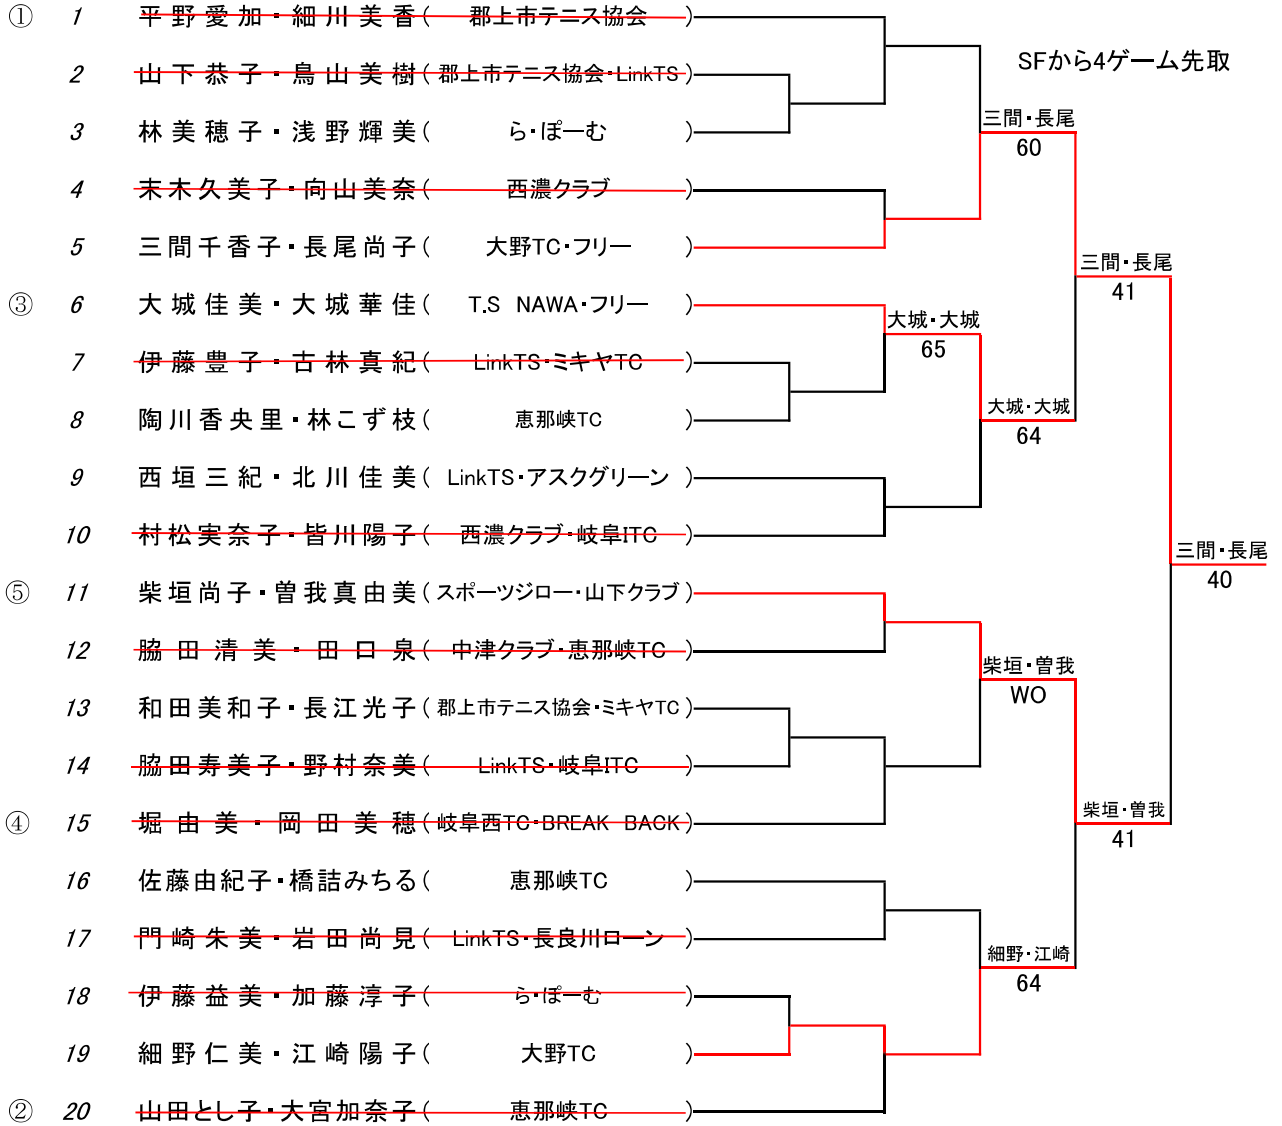 ① 1 平野愛加・細川美香( 郡上市テニス協会 )
SFから4ゲーム先取
2 山下恭子・鳥山美樹(郡上市テニス協会・LinkTS)
三間・長尾
3 林美穂子・浅野輝美( ら・ぽーむ )
60
4 末木久美子・向山美奈( 西濃クラブ )
5 三間千香子・長尾尚子( 大野TC・フリー )
三間・長尾
41
③ 6 大城佳美・大城華佳( T.S NAWA・フリー )
大城・大城
65
7 伊藤豊子・古林真紀( LinkTS・ミキヤTC )
大城・大城
8 陶川香央里・林こず枝( 恵那峡TC )
64
9 西垣三紀・北川佳美( LinkTS・アスクグリーン )
10 村松実奈子・皆川陽子( 西濃クラブ・岐阜ITC )
三間・長尾
40
⑤ 11 柴垣尚子・曽我真由美(スポーツジロー・山下クラブ)
12 脇田清美・田口泉( 中津クラブ・恵那峡TC )
柴垣・曽我
WO
13 和田美和子・長江光子(郡上市テニス協会・ミキヤTC)
14 脇田寿美子・野村奈美( LinkTS・岐阜ITC )
柴垣・曽我
④ 15 堀由美・岡田美穂(岐阜西TC・BREAK BACK)
41
16 佐藤由紀子・橋詰みちる( 恵那峡TC )
17 門崎朱美・岩田尚見( LinkTS・長良川ローン )
細野・江崎
64
18 伊藤益美・加藤淳子( ら・ぽーむ )
19 細野仁美・江崎陽子( 大野TC )
② 20 山田とし子・大宮加奈子( 恵那峡TC )